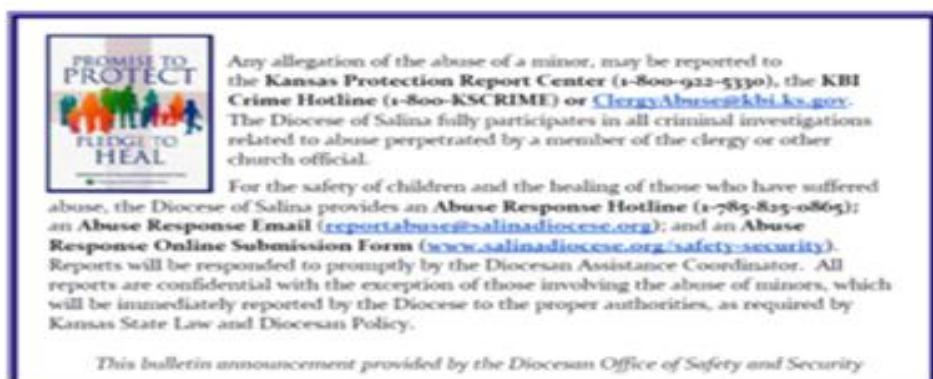 PROMISE TO
PROTECT
PLEDGE TO
HEAL
Any allegation of the abuse of a minor, may be reported to
the Kansas Protection Report Center (1-800-922-5330), the KBI
Crime Hotline (1-800-KSCRIME) or ClergyAbuse@kbi.ks.gov.
The Diocese of Salina fully participates in all criminal investigations
related to abuse perpetrated by a member of the clergy or other
church official.
For the safety of children and the healing of those who have suffered
abuse, the Diocese of Salina provides an Abuse Response Hotline (1-785-825-0865);
an Abuse Response Email (reportabuse@salinadiocese.org); and an Abuse
Response Online Submission Form (www.salinadiocese.org/safety-security).
Reports will be responded to promptly by the Diocesan Assistance Coordinator. All
reports are confidential with the exception of those involving the abuse of minors, which
will be immediately reported by the Diocese to the proper authorities, as required by
Kansas State Law and Diocesan Policy.
This bulletin announcement provided by the Diocesan Office of Safety and Security